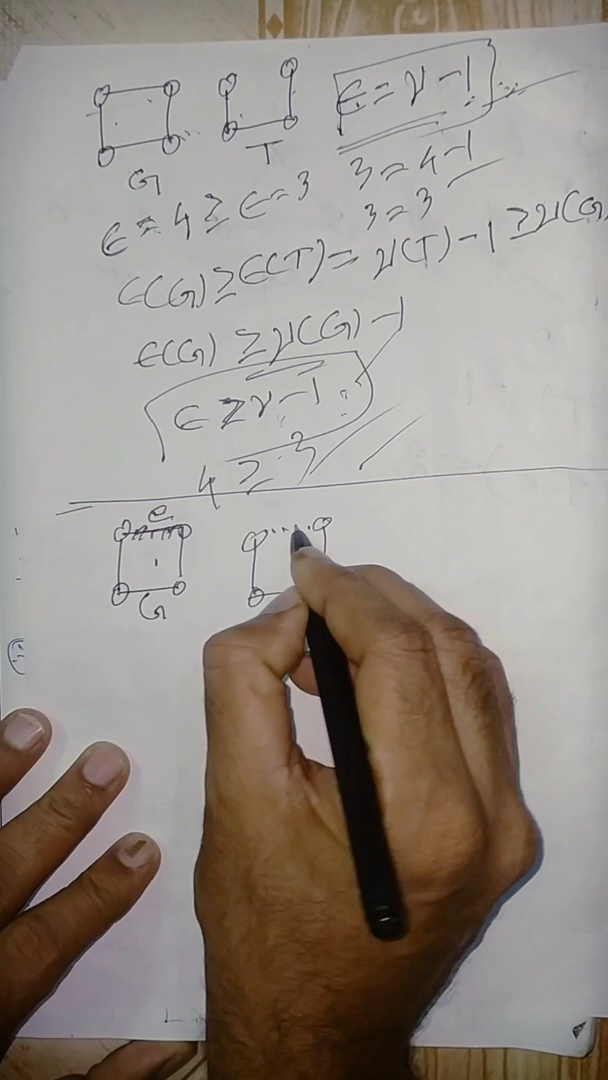 G
T
ϵ = ν - 1
ϵ = 4 ≥ ϵ = 3
3 = 4 - 1
3 = 3
ϵ(G) ≥ ϵ(T) = ν(T) - 1 ≥ ν(G)
ϵ(G) ≥ ν(G) - 1
ϵ ≥ ν - 1
4 ≥ 3
e
G